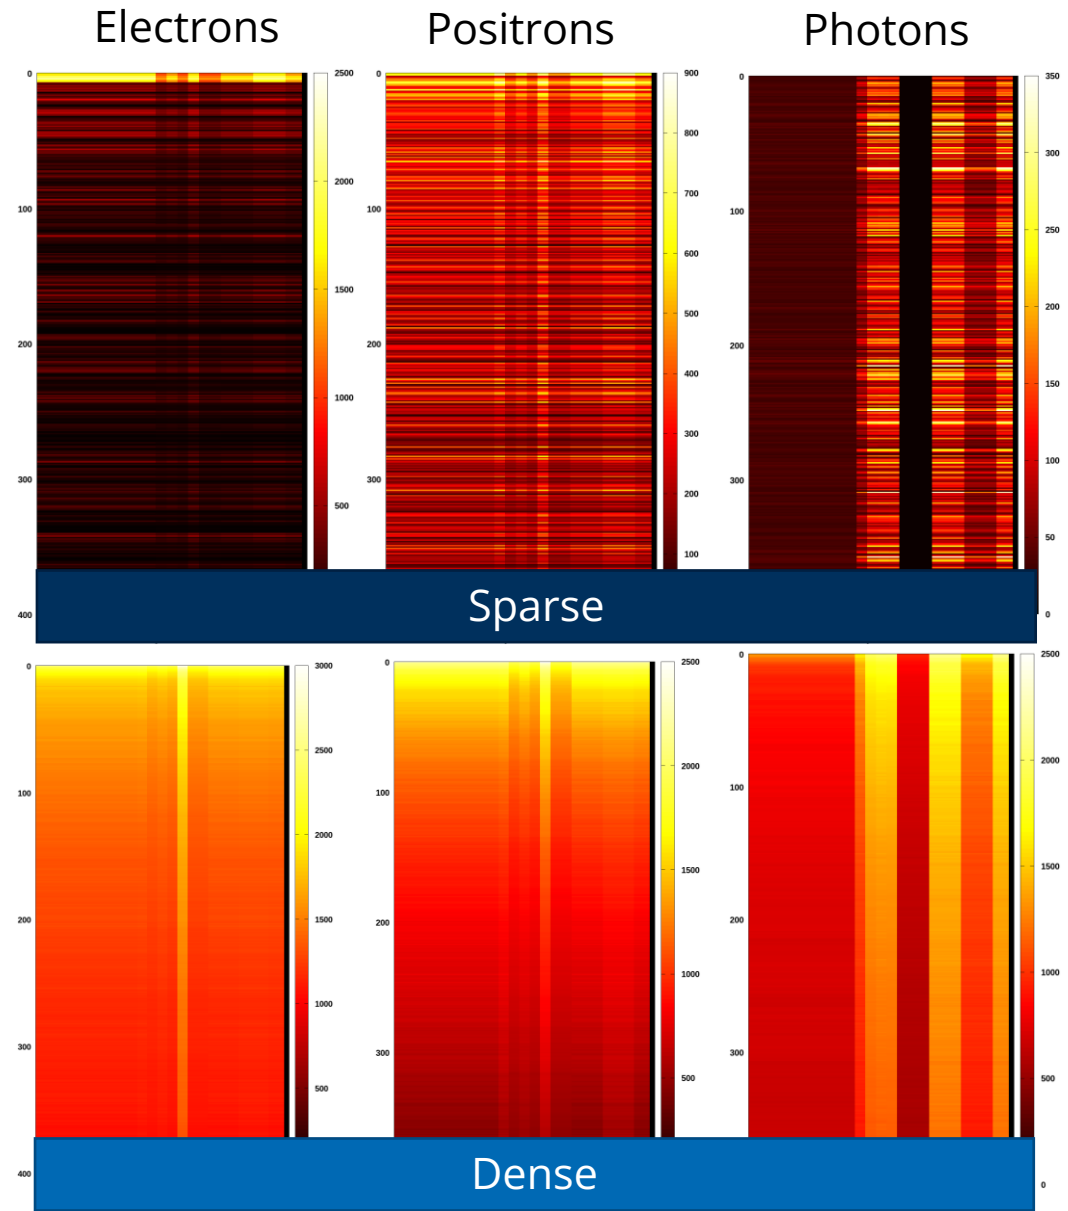 Electrons Positrons Photons
0 2500 0 900 0 350
800
300
2000 700
100 100 100 250
600
1500 500 200
200 200 200
400 150
1000
300 100
300 300 300
500 200
50
100
400 Sparse 0
0 3000 0 2500 0 2500
2500
2000 2000
100 100 100
2000
1500 1500
200 200 200
1500
1000 1000
1000
300 300 300
500 500 500
400 Dense 0